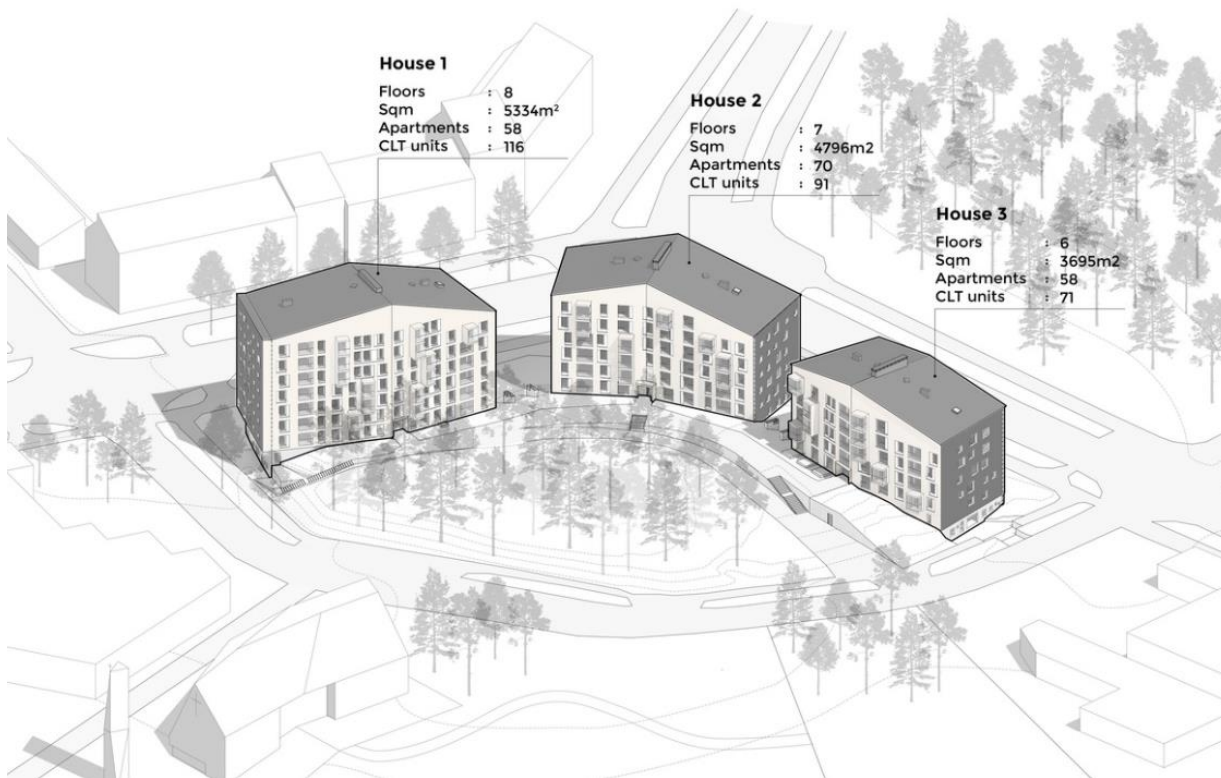 House 1
Floors : 8
Sqm : 5334m²
Apartments : 58
CLT units : 116
House 2
Floors : 7
Sqm : 4796m2
Apartments : 70
CLT units : 91
House 3
Floors : 6
Sqm : 3695m2
Apartments : 58
CLT units : 71